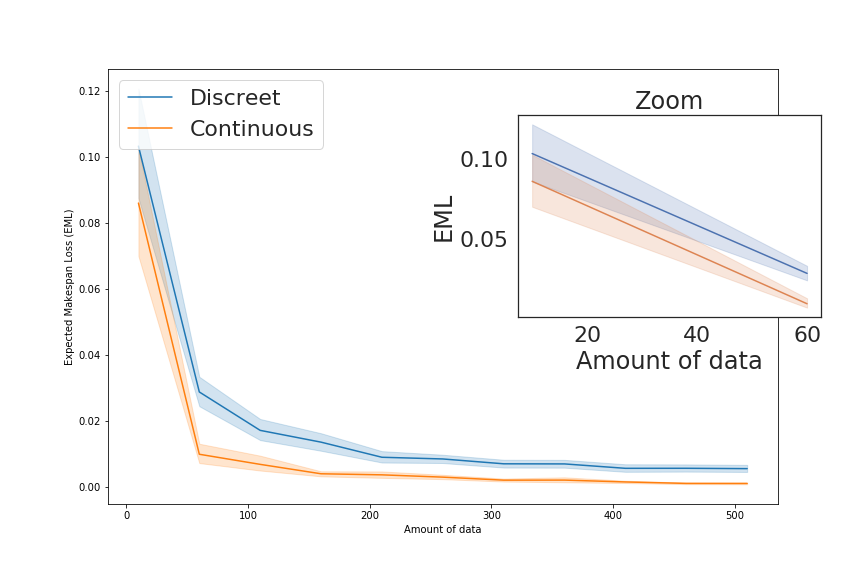 Discreet
Continuous
Zoom
0.12
0.10
0.08
0.06
0.04
0.02
0.00
Expected Makespan Loss (EML)
0
100
200
300
400
500
Amount of data
0.10
0.05
EML
20
40
60
Amount of data